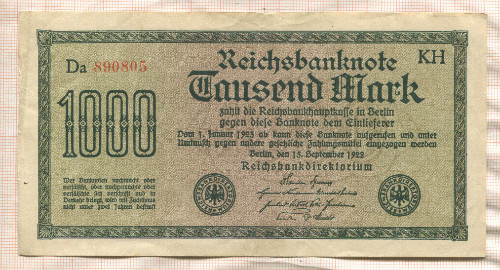 Reichsbanknote
KH
Da 890805
Tausend Mark
1000
zahlt die Reichsbankhauptkasse in Berlin
gegen diese Banknote dem Einlieferer
Vom 1. Januar 1923 ab kann diese Banknote aufgerufen und unter
Umtausch gegen andere gesetzliche Zahlungsmittel eingezogen werden
Berlin, den 15. September 1922
Reichsbankdirektorium
Wer Banknoten nachmacht oder
verfälscht, oder nachgemachte oder
verfälschte sich verschafft und in
Verkehr bringt, wird mit Zuchthaus
nicht unter zwei Jahren bestraft